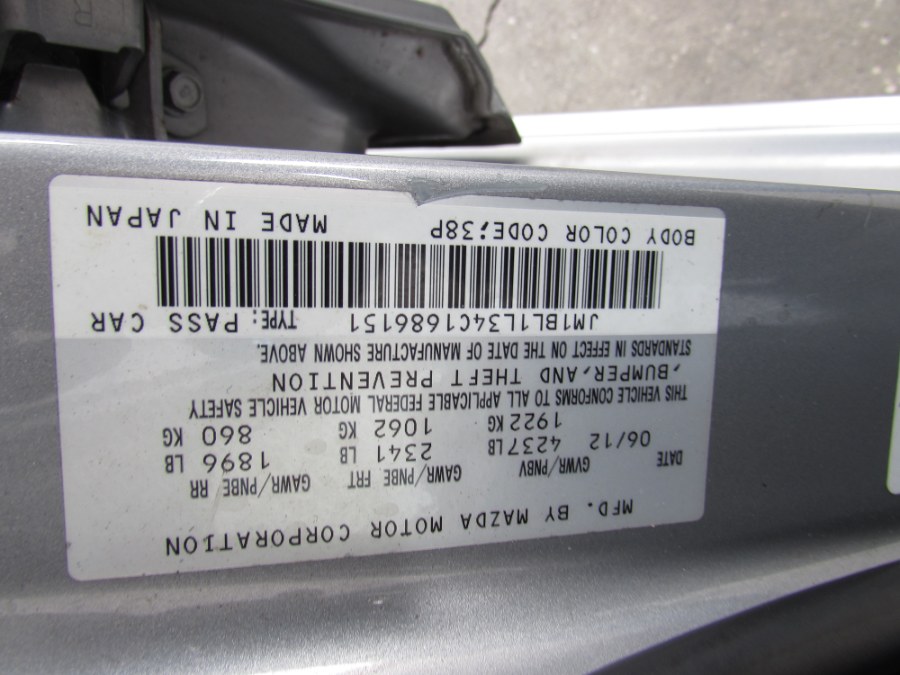 MFD. BY MAZDA MOTOR CORPORATION
DATE GVWR/PNBV GAWR/PNBE FRT GAWR/PNBE RR
06/12 4237LB 2341 LB 1896 LB
1922KG 1062 KG 860 KG
THIS VEHICLE CONFORMS TO ALL APPLICABLE FEDERAL MOTOR VEHICLE SAFETY
,BUMPER,AND THEFT PREVENTION
STANDARDS IN EFFECT ON THE DATE OF MANUFACTURE SHOWN ABOVE.
JM1BL1L34C1686151 TYPE: PASS CAR
BODY COLOR CODE;38P MADE IN JAPAN